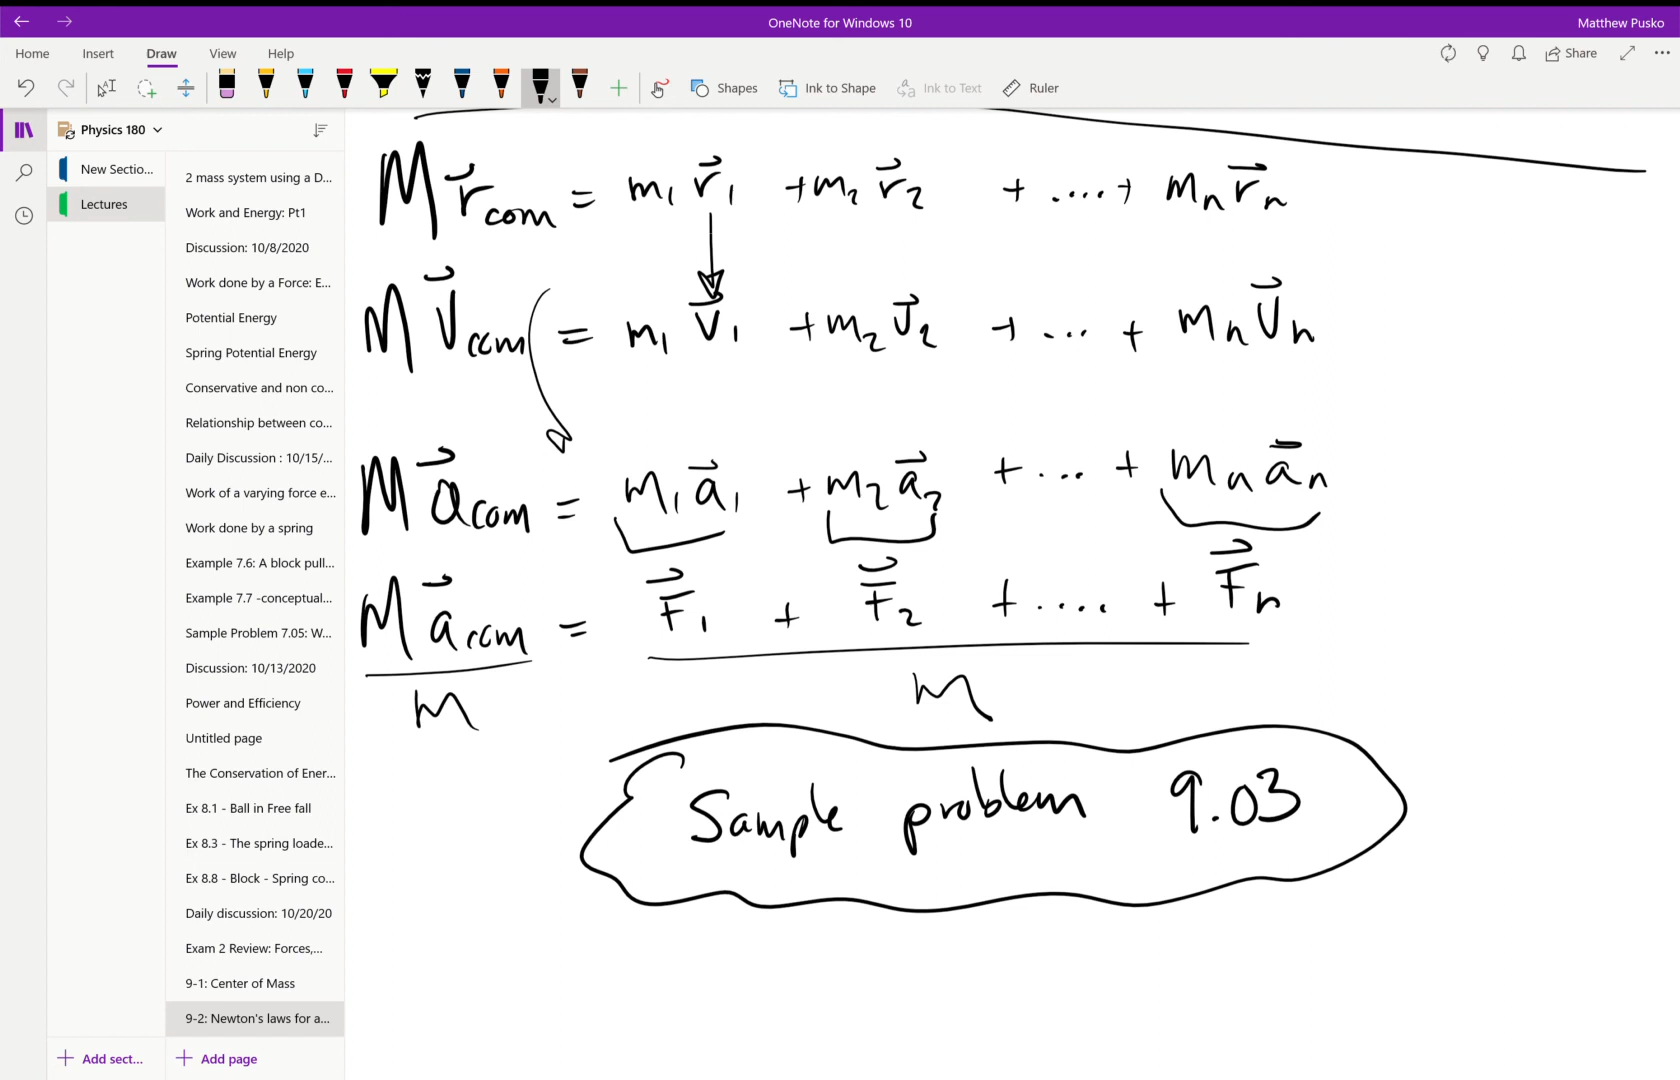 OneNote for Windows 10
Matthew Pusko
Home Insert Draw View Help
Share
Shapes Ink to Shape Ink to Text Ruler
Physics 180
New Sectio...
Lectures
2 mass system using a D...
Work and Energy: Pt1
Discussion: 10/8/2020
Work done by a Force: E...
Potential Energy
Spring Potential Energy
Conservative and non co...
Relationship between co...
Daily Discussion : 10/15/...
Work of a varying force e...
Work done by a spring
Example 7.6: A block pull...
Example 7.7 -conceptual...
Sample Problem 7.05: W...
Discussion: 10/13/2020
Power and Efficiency
Untitled page
The Conservation of Ener...
Ex 8.1 - Ball in Free fall
Ex 8.3 - The spring loade...
Ex 8.8 - Block - Spring co...
Daily discussion: 10/20/20
Exam 2 Review: Forces,...
9-1: Center of Mass
9-2: Newton's laws for a...
Add sect...
Add page
M r⃗com = m₁ r⃗₁ + m₂ r⃗₂ + .... + mₙ r⃗ₙ
M v⃗com = m₁ v⃗₁ + m₂ v⃗₂ + ... + mₙ v⃗ₙ
M a⃗com = m₁ a⃗₁ + m₂ a⃗₂ + ... + mₙ a⃗ₙ
M a⃗com = F⃗₁ + F⃗₂ + .... + F⃗ₙ
M M
Sample problem 9.03